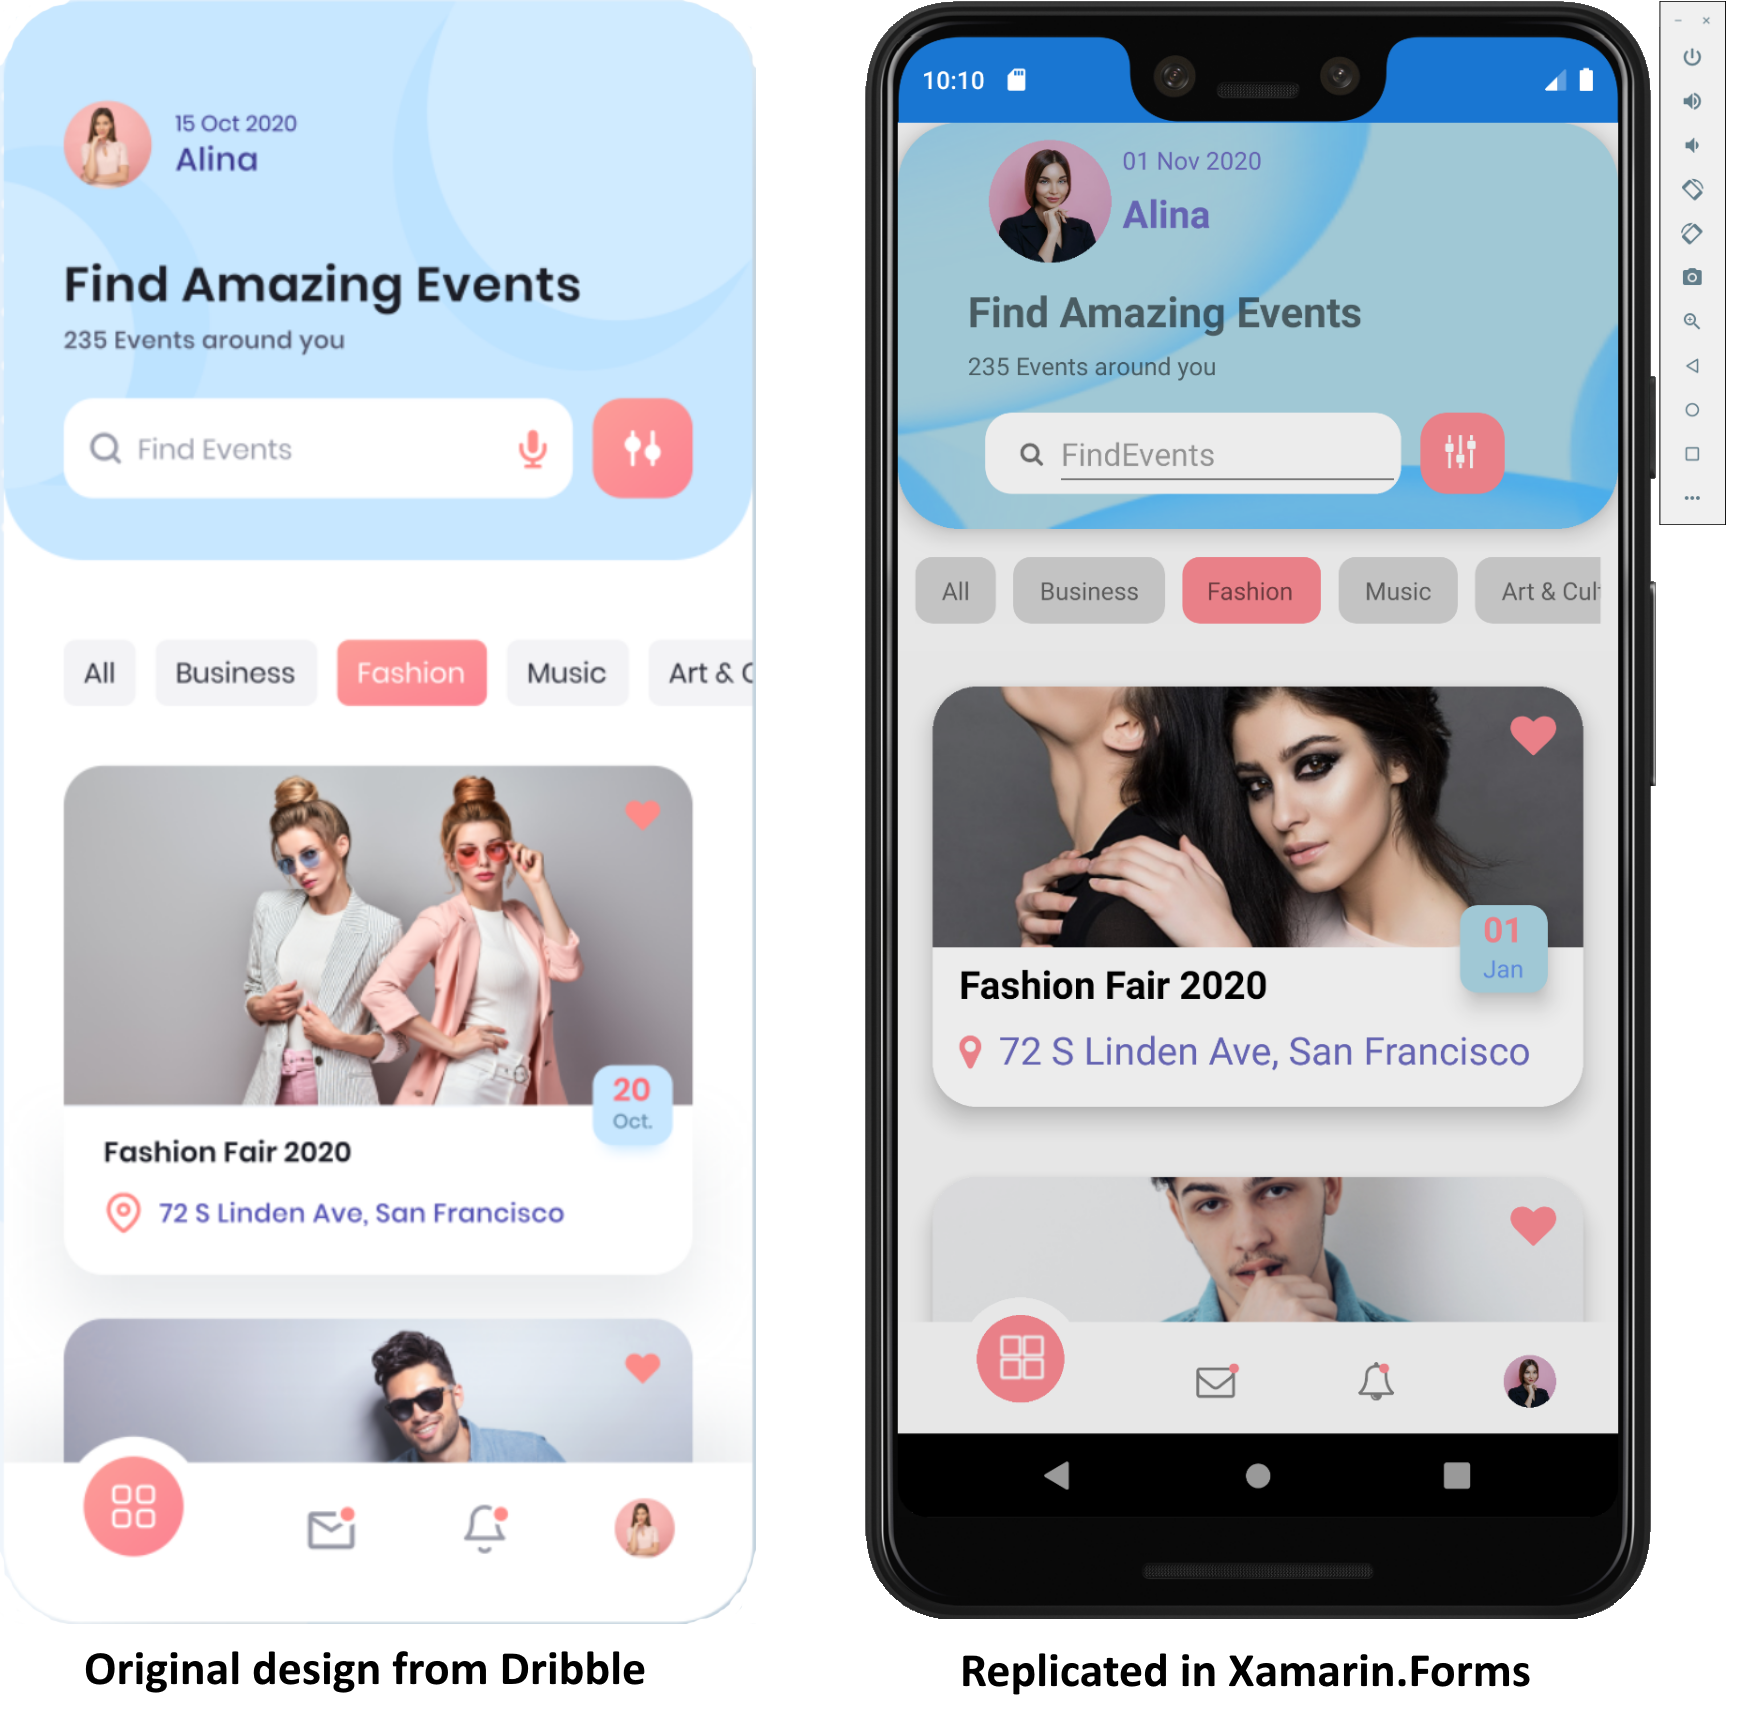 15 Oct 2020
Alina
Find Amazing Events
235 Events around you
Find Events
All
Business
Fashion
Music
Art & C
20
Oct.
Fashion Fair 2020
72 S Linden Ave, San Francisco
Original design from Dribble
10:10
01 Nov 2020
Alina
Find Amazing Events
235 Events around you
FindEvents
All
Business
Fashion
Music
Art & Cul
01
Jan
Fashion Fair 2020
72 S Linden Ave, San Francisco
Replicated in Xamarin.Forms